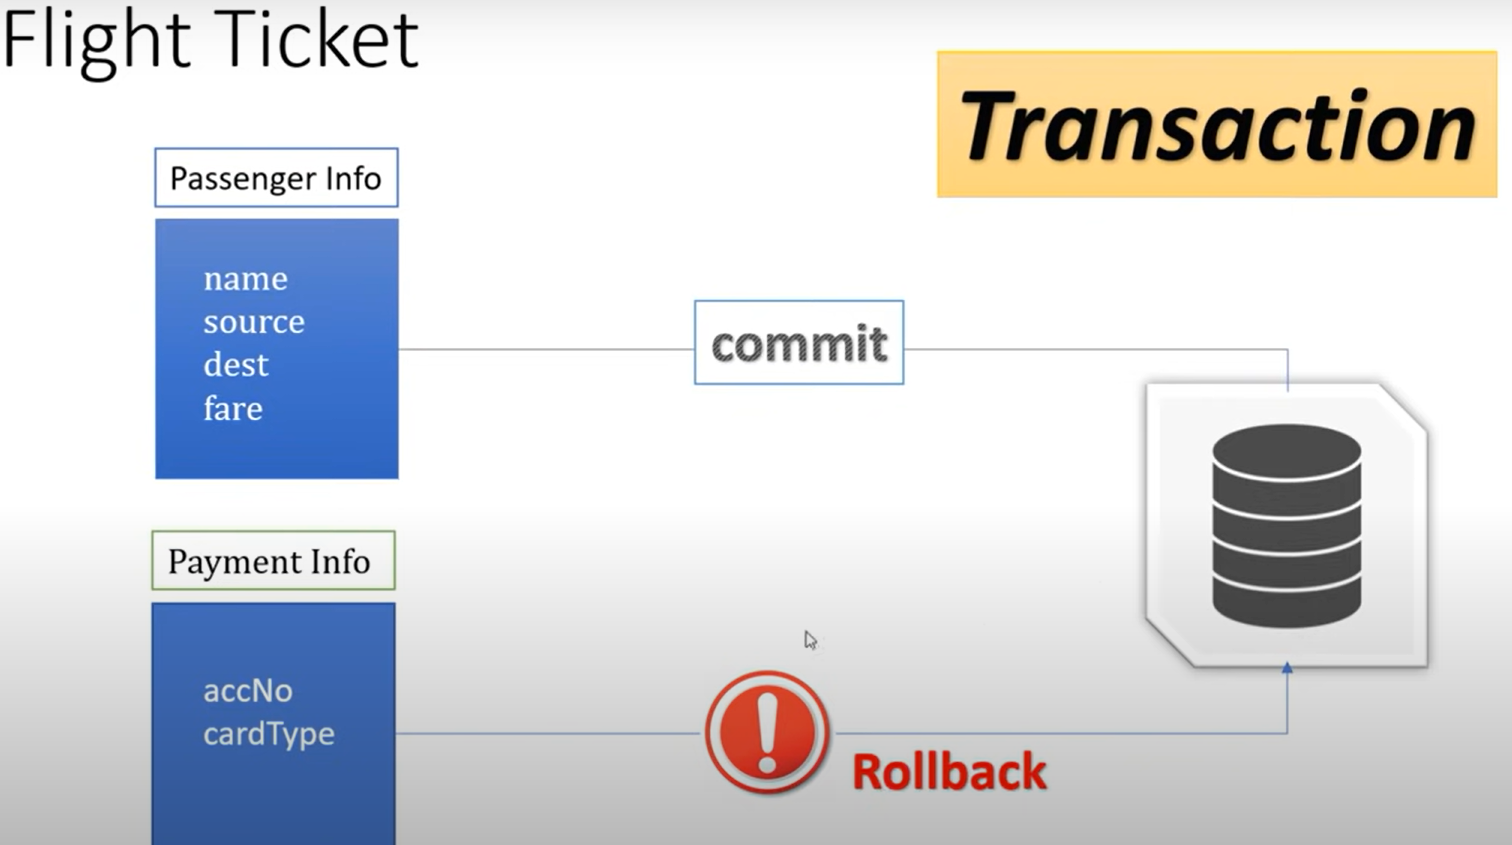 Flight Ticket
Transaction
Passenger Info
name
source
dest
fare
commit
Payment Info
accNo
cardType
Rollback